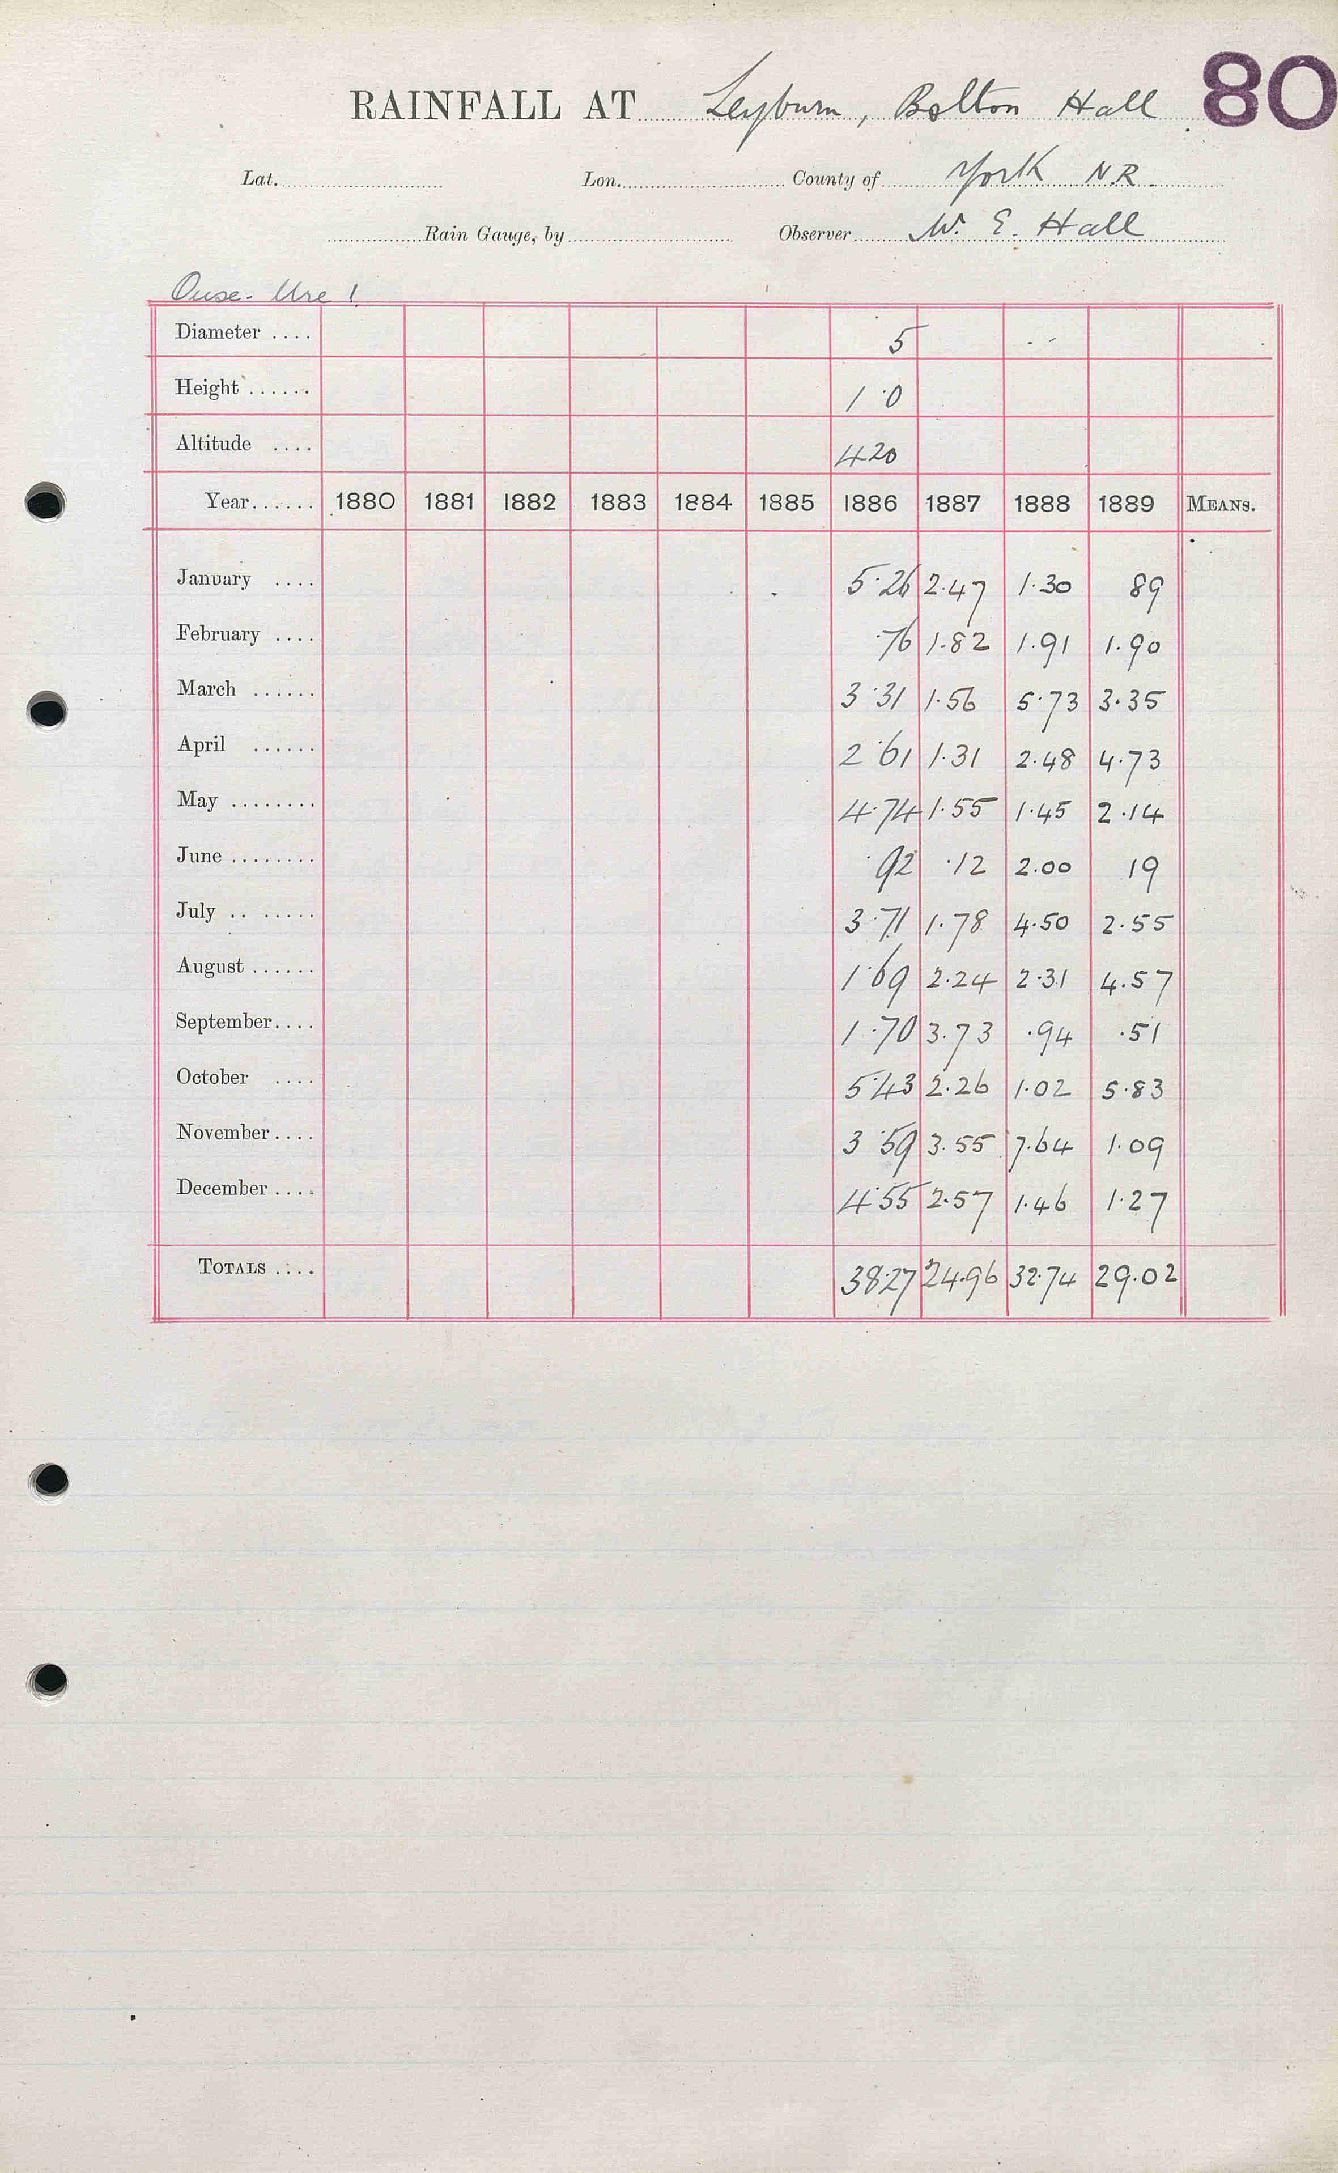 80
RAINFALL AT Leyburn, Bolton Hall
Lat. Lon. County of York N.R.
Rain Gauge, by Observer W. E. Hall
Ouse - Ure 1
Diameter .... 5
Height ...... 1·0
Altitude .... 420
Year...... 1880 1881 1882 1883 1884 1885 1886 1887 1888 1889 MEANS.
January .... 5·26 2.47 1.30 89
February .... ·76 1.82 1.91 1.90
March ...... 3·31 1.56 5.73 3.35
April ...... 2·61 1.31 2.48 4.73
May ........ 4·74 1.55 1.45 2.14
June ........ ·92 ·12 2.00 19
July .. ...... 3·71 1.78 4.50 2.55
August ...... 1·69 2.24 2.31 4.57
September.... 1·70 3.73 ·94 ·51
October .... 5·43 2.26 1.02 5.83
November .... 3·59 3.55 7.64 1.09
December .... 4·55 2.57 1.46 1.27
TOTALS .... 38·27 24.96 32.74 29.02